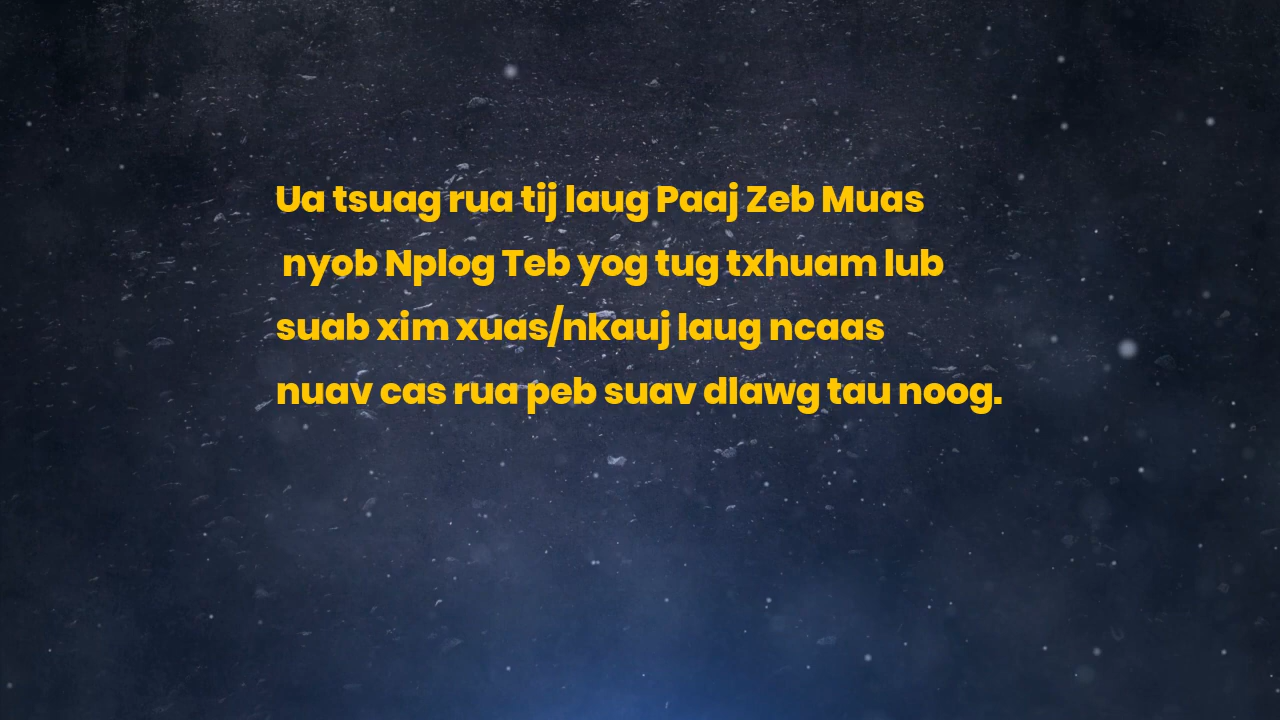 Ua tsuag rua tij laug Paaj Zeb Muas
nyob Nplog Teb yog tug txhuam lub
suab xim xuas/nkauj laug ncaas
nuav cas rua peb suav dlawg tau noog.